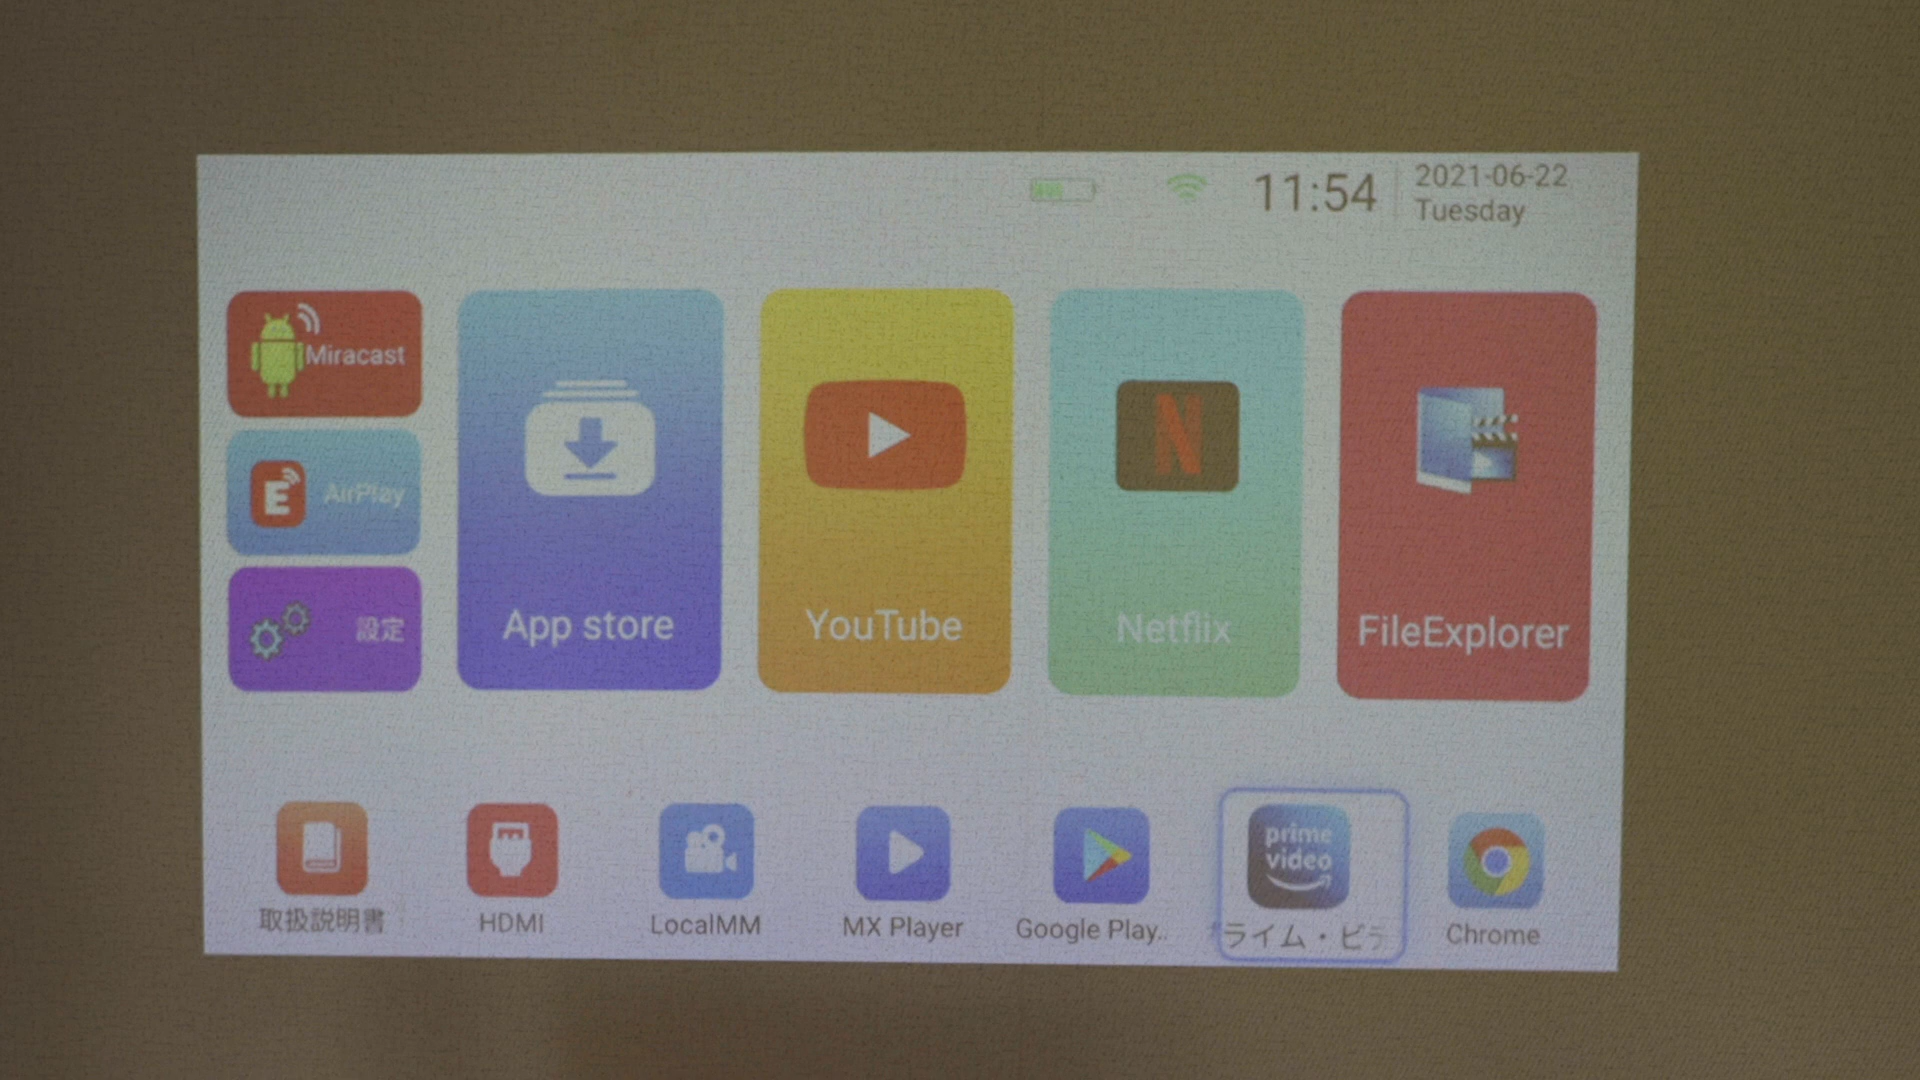 11:54
2021-06-22
Tuesday
Miracast
AirPlay
設定
App store
YouTube
Netflix
FileExplorer
prime
video
取扱説明書
HDMI
LocalMM
MX Player
Google Play..
ライム・ビデ
Chrome